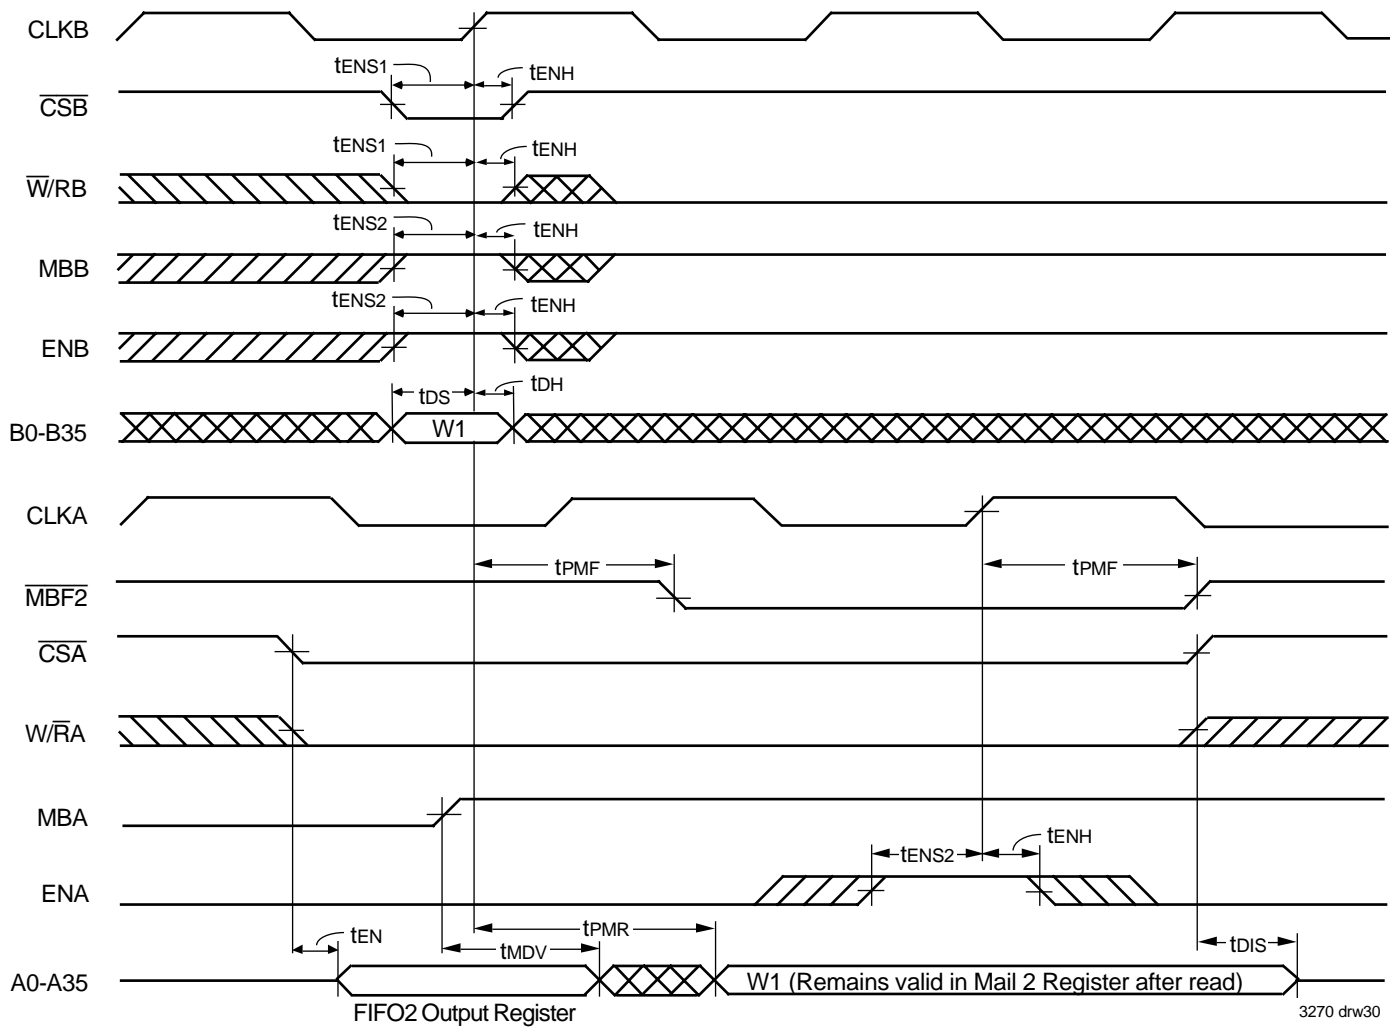 CLKB
tENS1
tENH
CSB
tENS1
tENH
W/RB
tENS2
tENH
MBB
tENS2
tENH
ENB
tDS
tDH
B0-B35
W1
CLKA
tPMF
tPMF
MBF2
CSA
W/RA
MBA
tENS2
tENH
ENA
tEN
tMDV
tPMR
tDIS
A0-A35
W1 (Remains valid in Mail 2 Register after read)
FIFO2 Output Register
3270 drw30